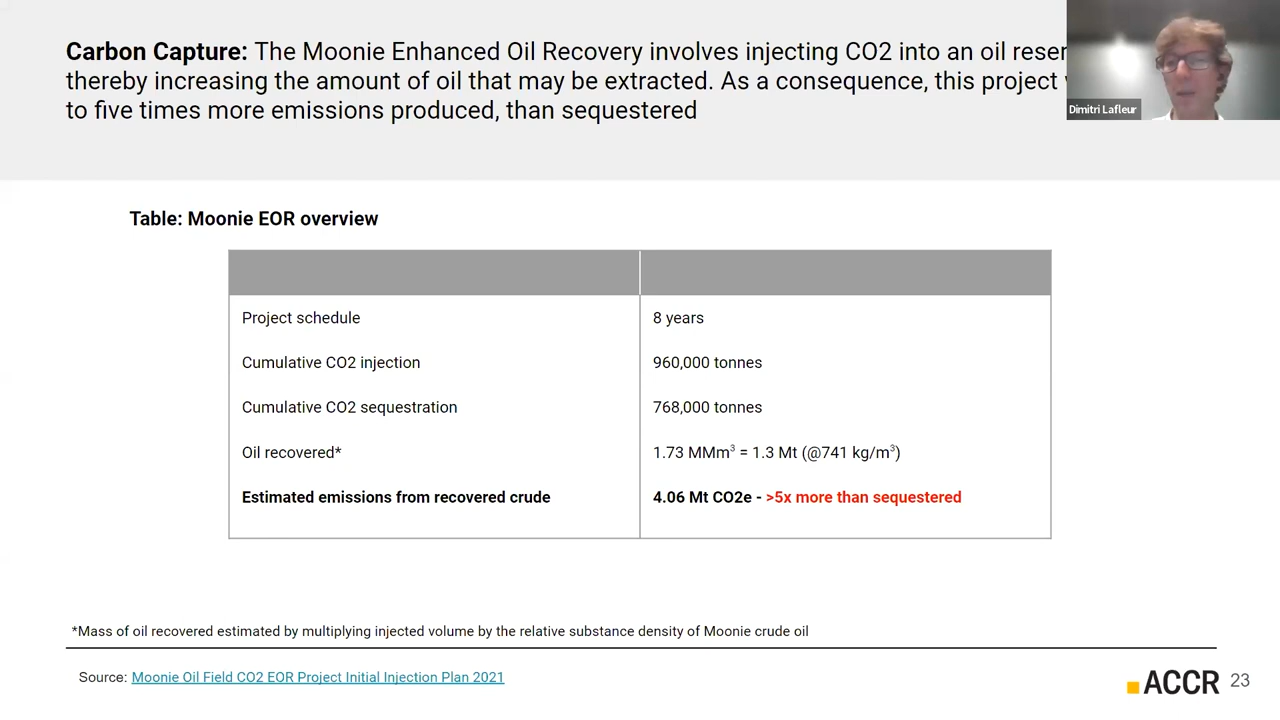 Carbon Capture: The Moonie Enhanced Oil Recovery involves injecting CO2 into an oil
thereby increasing the amount of oil that may be extracted. As a consequence, this project
to five times more emissions produced, than sequestered
Dimitri Lafleur
Table: Moonie EOR overview
Project schedule 8 years
Cumulative CO2 injection 960,000 tonnes
Cumulative CO2 sequestration 768,000 tonnes
Oil recovered* 1.73 MMm³ = 1.3 Mt (@741 kg/m³)
Estimated emissions from recovered crude 4.06 Mt CO2e - >5x more than sequestered
*Mass of oil recovered estimated by multiplying injected volume by the relative substance density of Moonie crude oil
Source: Moonie Oil Field CO2 EOR Project Initial Injection Plan 2021
ACCR 23